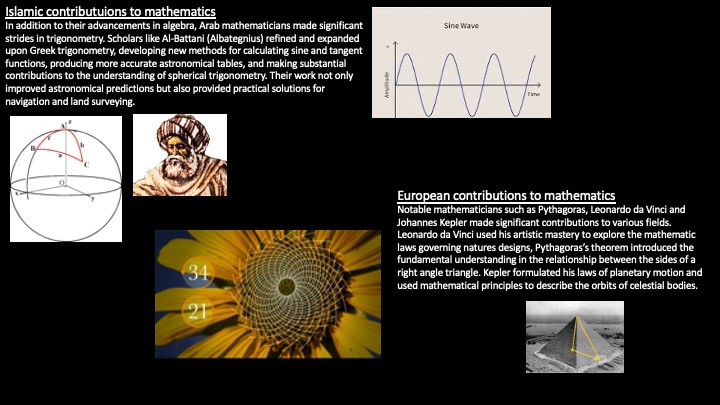 Islamic contributuions to mathematics
In addition to their advancements in algebra, Arab mathematicians made significant
strides in trigonometry. Scholars like Al-Battani (Albategnius) refined and expanded
upon Greek trigonometry, developing new methods for calculating sine and tangent
functions, producing more accurate astronomical tables, and making substantial
contributions to the understanding of spherical trigonometry. Their work not only
improved astronomical predictions but also provided practical solutions for
navigation and land surveying.
Sine Wave
+
Amplitude
Time
z
A
c
b
B
a
C
O
x
y
European contributions to mathematics
Notable mathematicians such as Pythagoras, Leonardo da Vinci and
Johannes Kepler made significant contributions to various fields.
Leonardo da Vinci used his artistic mastery to explore the mathematic
laws governing natures designs, Pythagoras’s theorem introduced the
fundamental understanding in the relationship between the sides of a
right angle triangle. Kepler formulated his laws of planetary motion and
used mathematical principles to describe the orbits of celestial bodies.
34
21